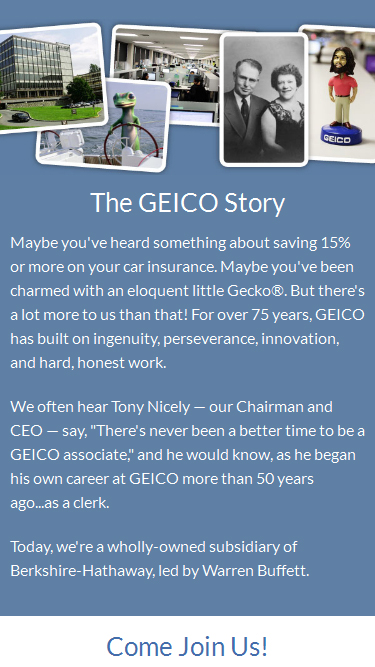 GEICO
The GEICO Story
Maybe you've heard something about saving 15%
or more on your car insurance. Maybe you've been
charmed with an eloquent little Gecko®. But there's
a lot more to us than that! For over 75 years, GEICO
has built on ingenuity, perseverance, innovation,
and hard, honest work.
We often hear Tony Nicely — our Chairman and
CEO — say, "There's never been a better time to be a
GEICO associate," and he would know, as he began
his own career at GEICO more than 50 years
ago...as a clerk.
Today, we're a wholly-owned subsidiary of
Berkshire-Hathaway, led by Warren Buffett.
Come Join Us!